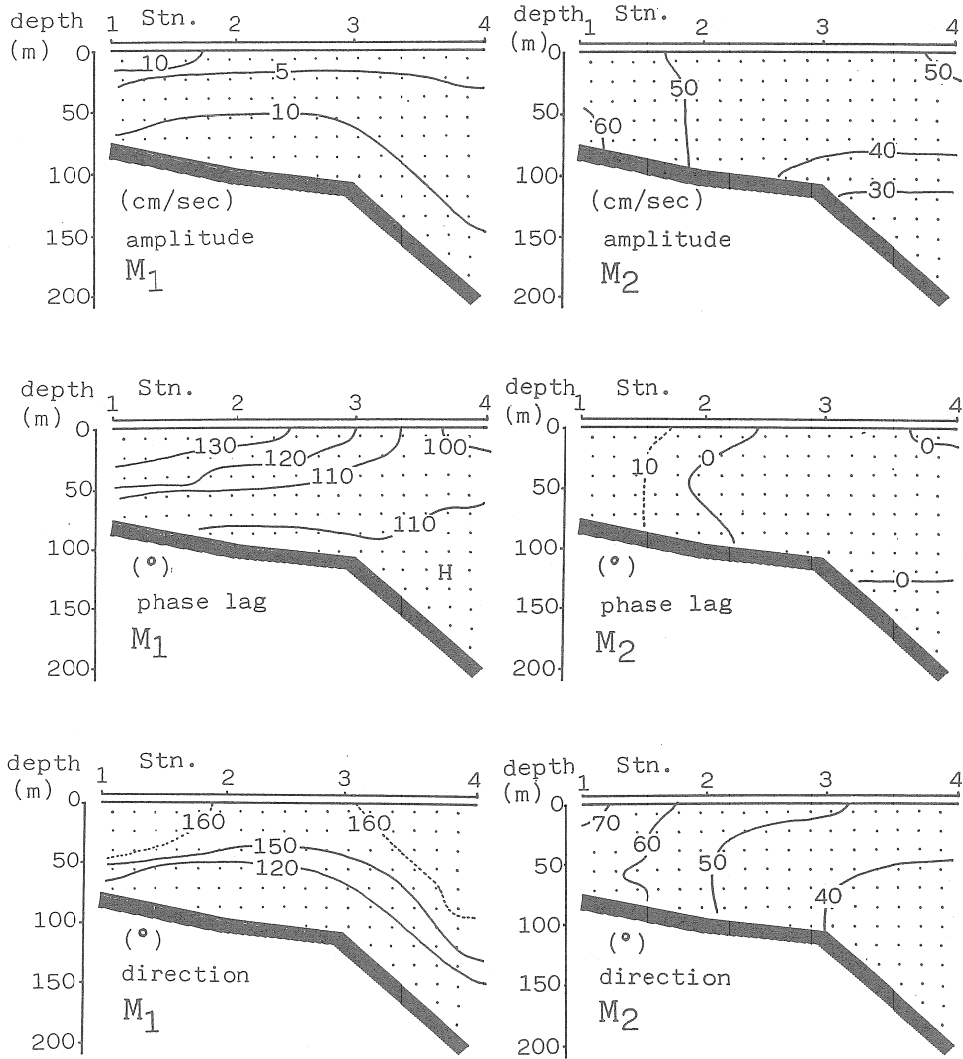 depth Stn.
(m) 1 2 3 4
0
10
5
50
10
100
(cm/sec)
150
amplitude
M1
200
depth Stn.
(m) 1 2 3 4
0
50
50
50
60
40
100
30
(cm/sec)
150
amplitude
M2
200
depth Stn.
(m) 1 2 3 4
0
130
100
120
110
50
110
100
(°)
H
150
phase lag
M1
200
depth Stn.
(m) 1 2 3 4
0
0
10
0
50
100
(°)
0
150
phase lag
M2
200
depth Stn.
(m) 1 2 3 4
0
160
160
150
50
120
100
(°)
direction
150
M1
200
depth Stn.
(m) 1 2 3 4
0
70
60
50
50
40
100
(°)
direction
150
M2
200